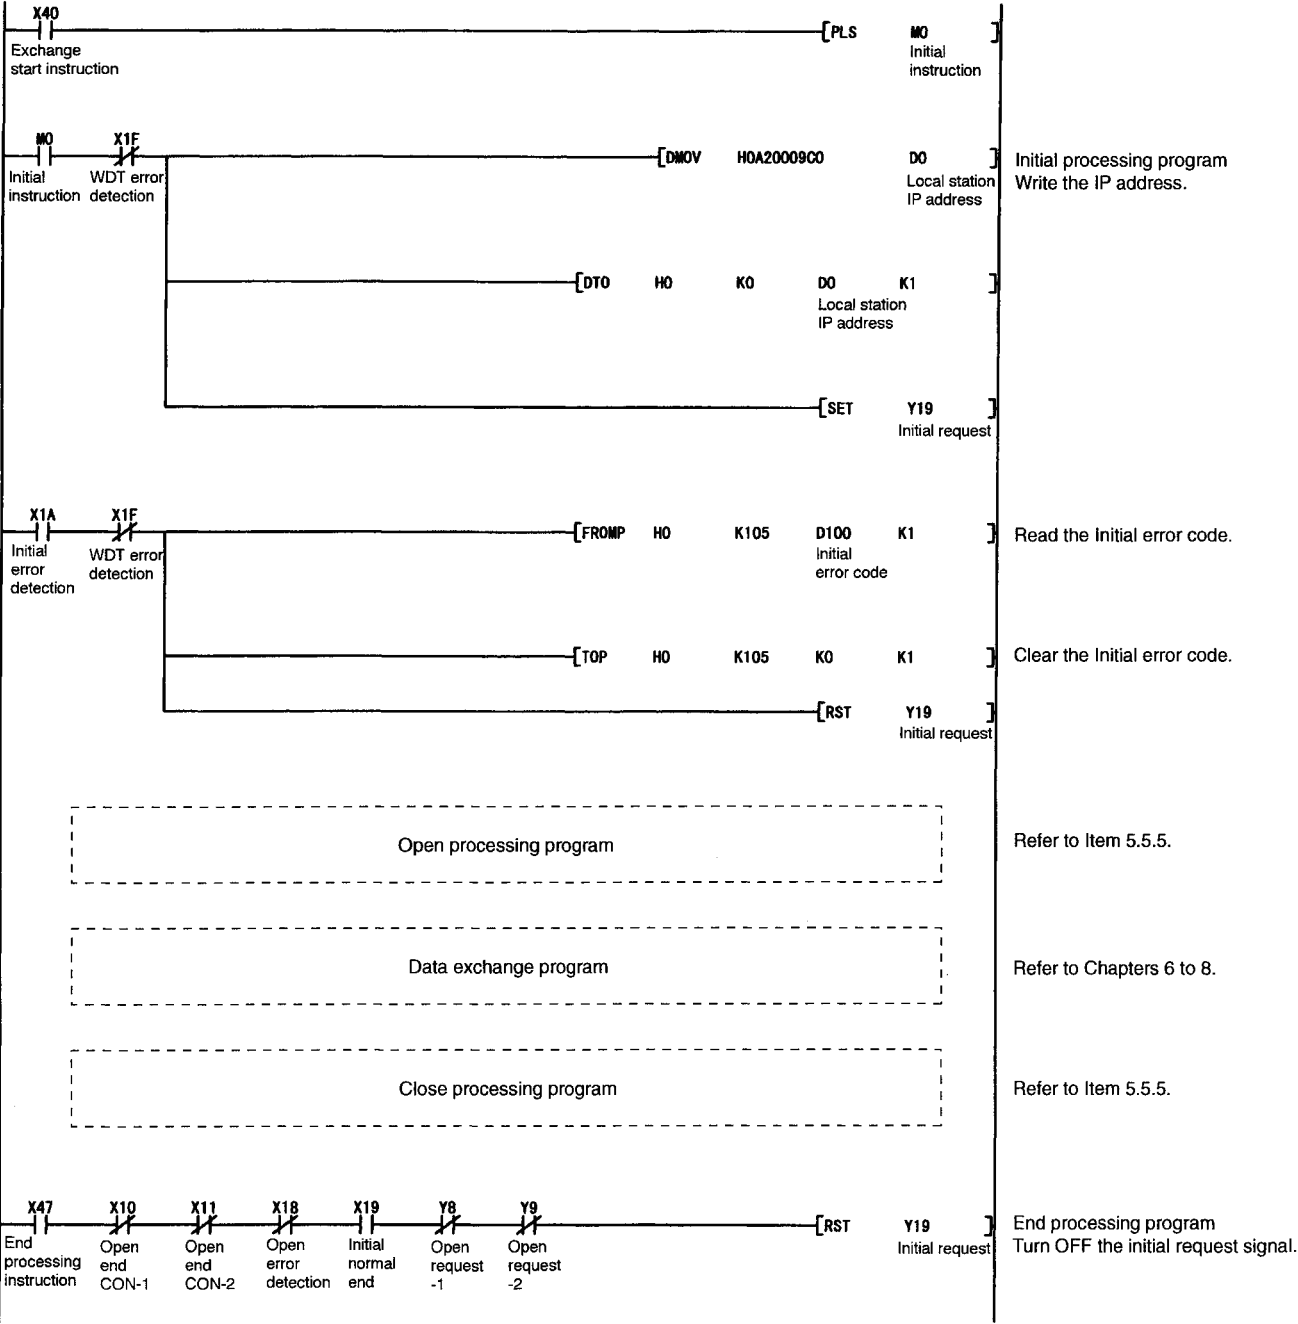 X40
[PLS M0]
Exchange
start instruction
Initial
instruction
M0 X1F
[DMOV H0A20009C0 D0]
Initial
instruction
WDT error
detection
Local station
IP address
Initial processing program
Write the IP address.
[DTO H0 K0 D0 K1]
Local station
IP address
[SET Y19]
Initial request
X1A X1F
[FROMP H0 K105 D100 K1]
Initial
error
detection
WDT error
detection
Initial
error code
Read the Initial error code.
[TOP H0 K105 K0 K1]
Clear the Initial error code.
[RST Y19]
Initial request
Open processing program
Refer to Item 5.5.5.
Data exchange program
Refer to Chapters 6 to 8.
Close processing program
Refer to Item 5.5.5.
X47 X10 X11 X18 X19 Y8 Y9
[RST Y19]
End
processing
instruction
Open
end
CON-1
Open
end
CON-2
Open
error
detection
Initial
normal
end
Open
request
-1
Open
request
-2
Initial request
End processing program
Turn OFF the initial request signal.